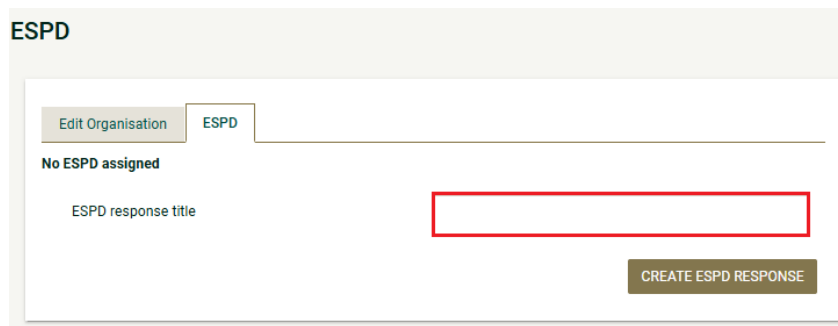 ESPD
Edit Organisation ESPD
No ESPD assigned
ESPD response title
CREATE ESPD RESPONSE